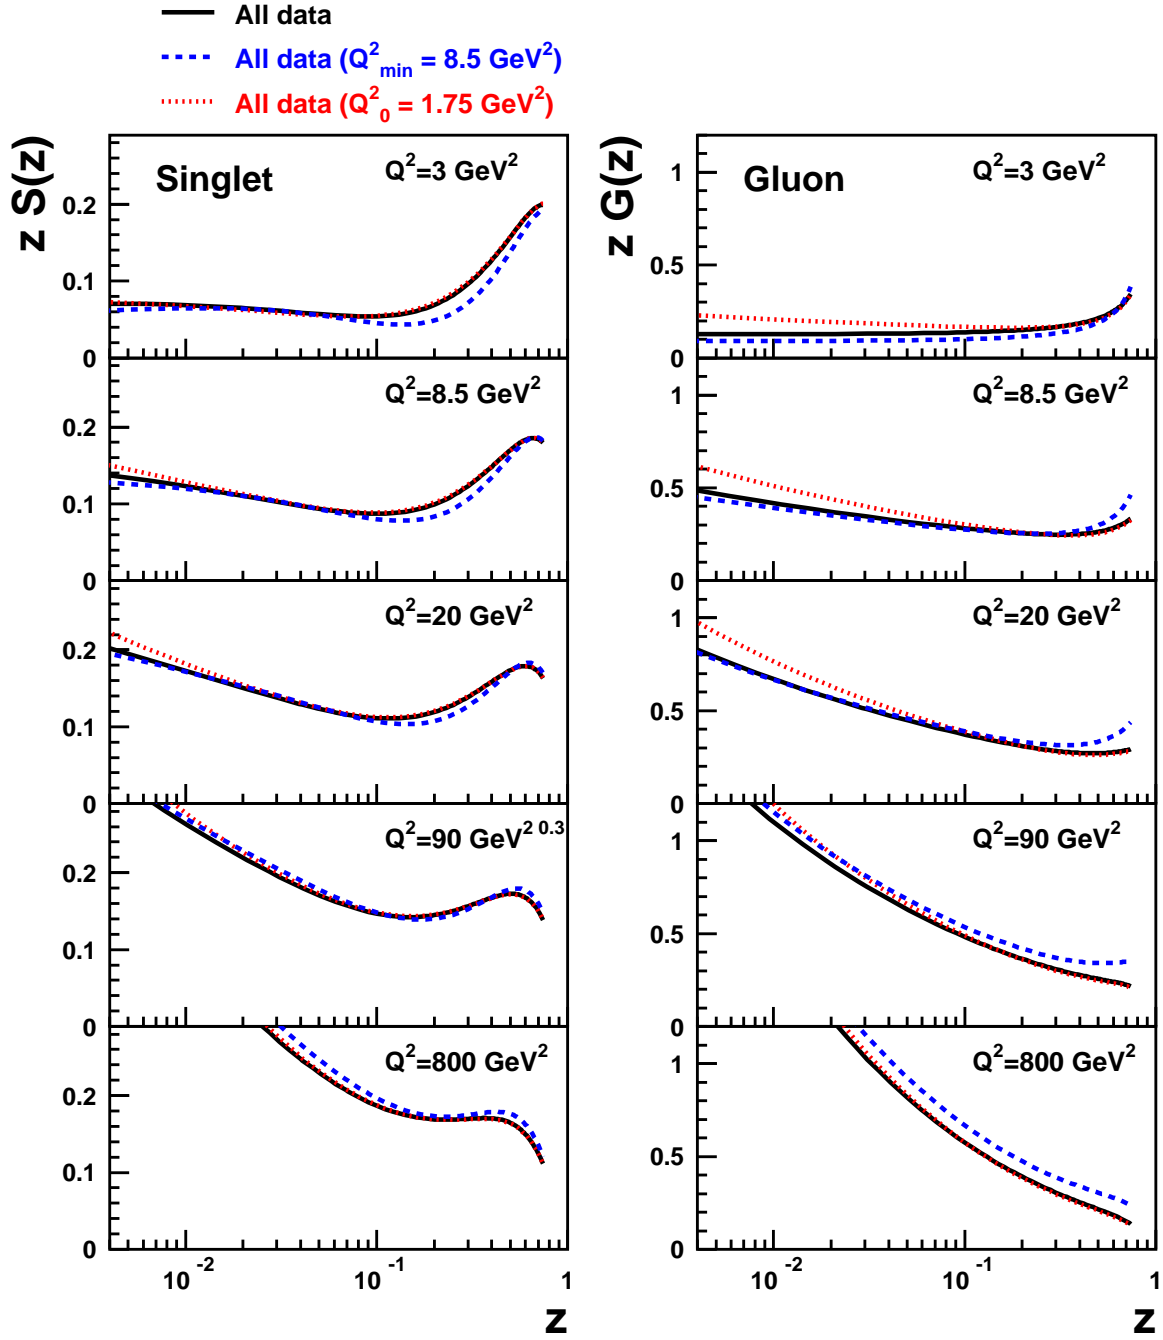 All data
All data (Q²min = 8.5 GeV²)
All data (Q²0 = 1.75 GeV²)
z S(z)
Singlet
Q²=3 GeV²
0.2
0.1
0
Q²=8.5 GeV²
0.2
0.1
0
Q²=20 GeV²
0.2
0.1
0
Q²=90 GeV² 0.3
0.2
0.1
0
Q²=800 GeV²
0.2
0.1
0
10⁻² 10⁻¹ 1
z
z G(z)
Gluon
Q²=3 GeV²
1
0.5
0
Q²=8.5 GeV²
1
0.5
0
Q²=20 GeV²
1
0.5
0
Q²=90 GeV²
1
0.5
0
Q²=800 GeV²
1
0.5
0
10⁻² 10⁻¹ 1
z